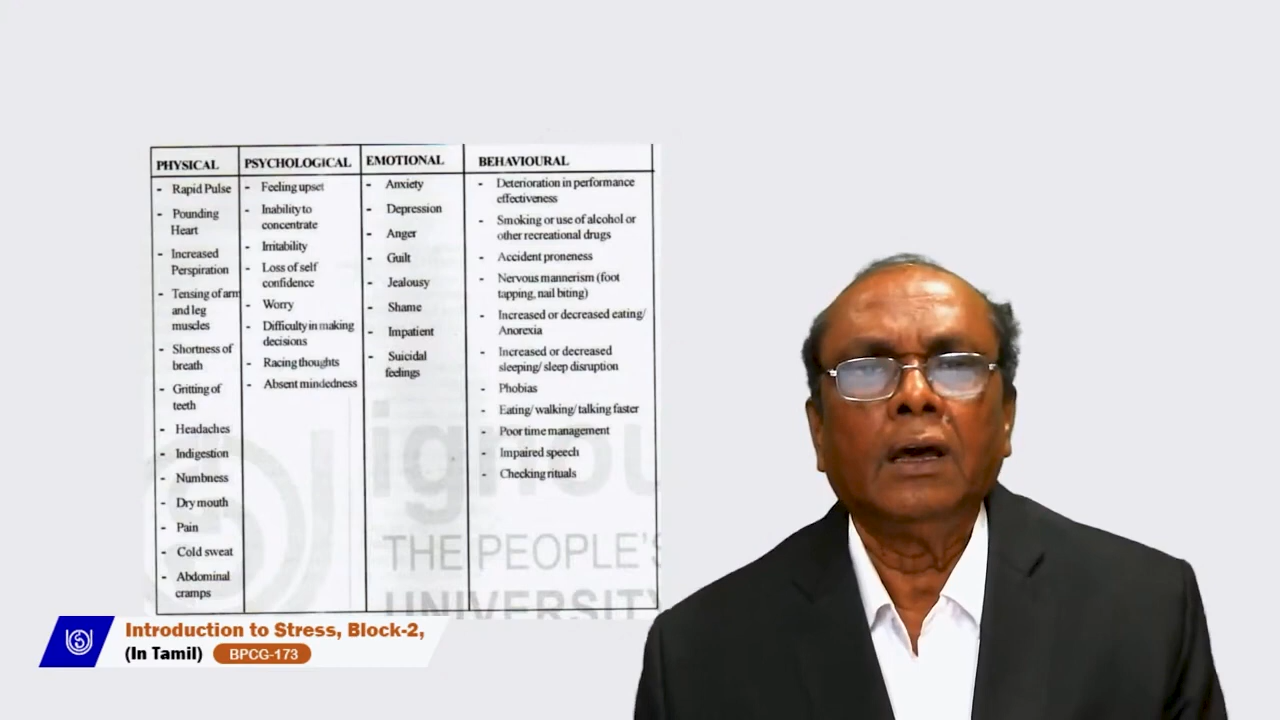 PHYSICAL
- Rapid Pulse
- Pounding
Heart
- Increased
Perspiration
- Tensing of arm
and leg
muscles
- Shortness of
breath
- Gritting of
teeth
- Headaches
- Indigestion
- Numbness
- Dry mouth
- Pain
- Cold sweat
- Abdominal
cramps
PSYCHOLOGICAL
- Feeling upset
- Inability to
concentrate
- Irritability
- Loss of self
confidence
- Worry
- Difficulty in making
decisions
- Racing thoughts
- Absent mindedness
EMOTIONAL
- Anxiety
- Depression
- Anger
- Guilt
- Jealousy
- Shame
- Impatient
- Suicidal
feelings
BEHAVIOURAL
- Deterioration in performance
effectiveness
- Smoking or use of alcohol or
other recreational drugs
- Accident proneness
- Nervous mannerism (foot
tapping, nail biting)
- Increased or decreased eating/
Anorexia
- Increased or decreased
sleeping/ sleep disruption
- Phobias
- Eating/ walking/ talking faster
- Poor time management
- Impaired speech
- Checking rituals
ignou
THE PEOPLE'S
UNIVERSITY
Introduction to Stress, Block-2,
(In Tamil) BPCG-173